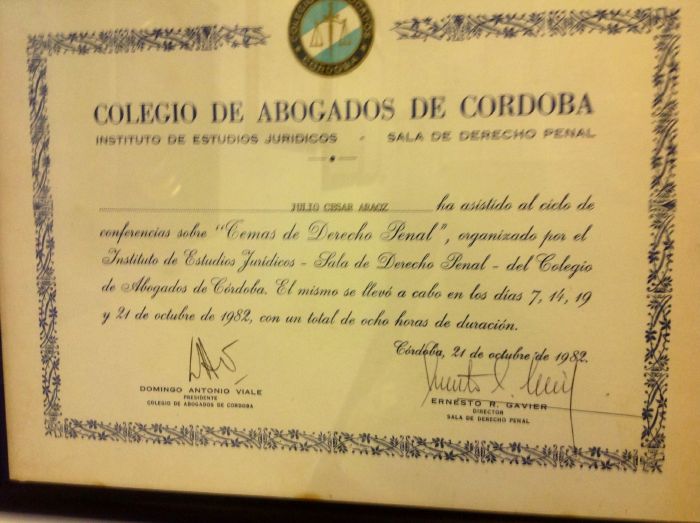 COLEGIO DE ABOGADOS
CORDOBA
COLEGIO DE ABOGADOS DE CORDOBA
INSTITUTO DE ESTUDIOS JURIDICOS - SALA DE DERECHO PENAL
JULIO CESAR ARAOZ ha asistido al ciclo de
conferencias sobre "Temas de Derecho Penal", organizado por el
Instituto de Estudios Jurídicos - Sala de Derecho Penal - del Colegio
de Abogados de Córdoba. El mismo se llevó a cabo en los días 7, 14, 19
y 21 de octubre de 1982, con un total de ocho horas de duración.
Córdoba, 21 de octubre de 1982.
DOMINGO ANTONIO VIALE
PRESIDENTE
COLEGIO DE ABOGADOS DE CORDOBA
ERNESTO R. GAVIER
DIRECTOR
SALA DE DERECHO PENAL